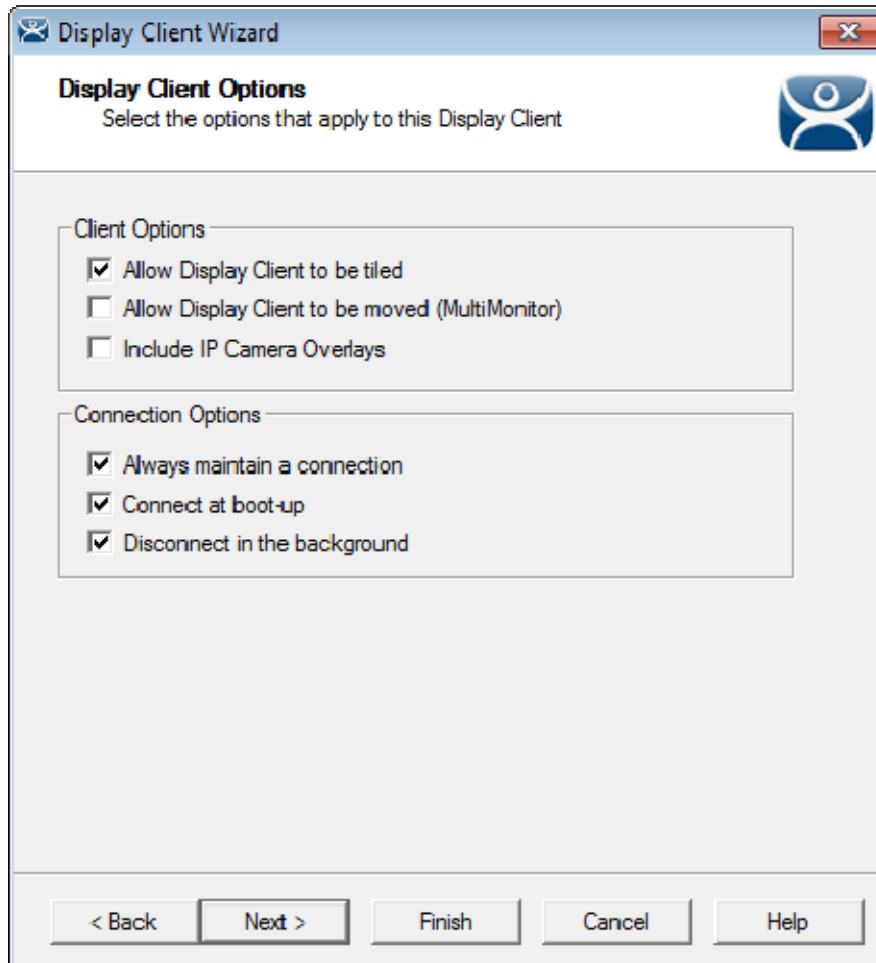 Display Client Wizard
Display Client Options
Select the options that apply to this Display Client
Client Options
Allow Display Client to be tiled
Allow Display Client to be moved (MultiMonitor)
Include IP Camera Overlays
Connection Options
Always maintain a connection
Connect at boot-up
Disconnect in the background
< Back Next > Finish Cancel Help